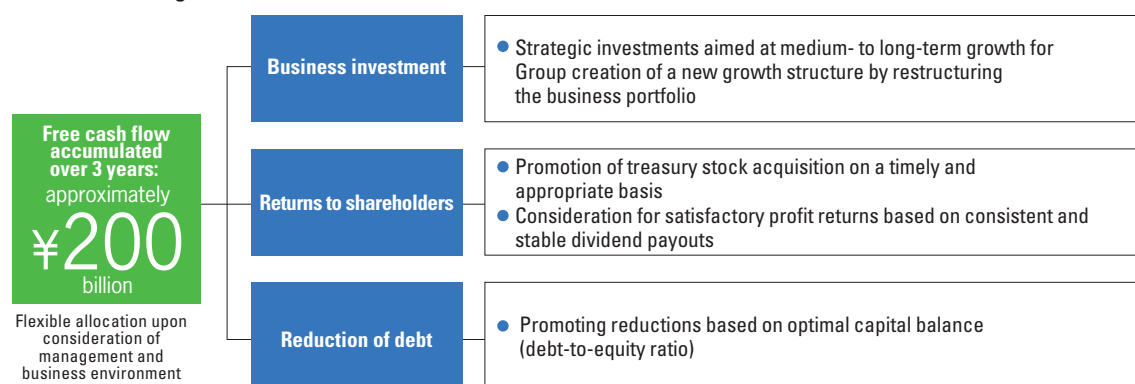 Free cash flow
accumulated
over 3 years:
approximately
¥200
billion
Flexible allocation upon
consideration of
management and
business environment
Business investment
● Strategic investments aimed at medium- to long-term growth for
Group creation of a new growth structure by restructuring
the business portfolio
Returns to shareholders
● Promotion of treasury stock acquisition on a timely and
appropriate basis
● Consideration for satisfactory profit returns based on consistent and
stable dividend payouts
Reduction of debt
● Promoting reductions based on optimal capital balance
(debt-to-equity ratio)